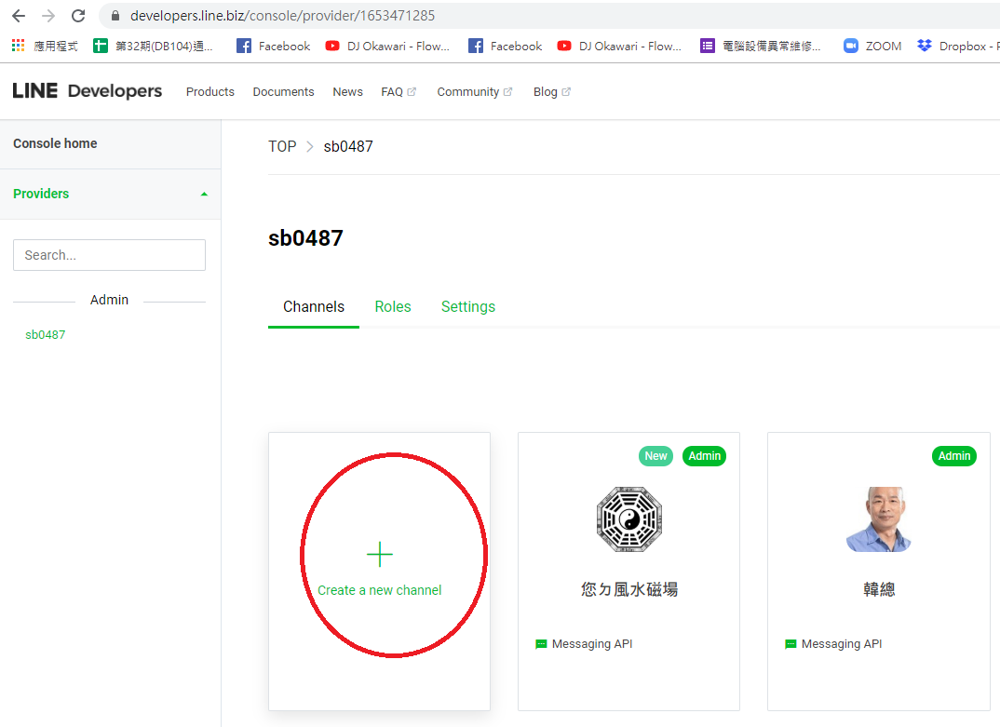 developers.line.biz/console/provider/1653471285
應用程式 第32期(DB104)通... Facebook DJ Okawari - Flow... Facebook DJ Okawari - Flow... 電腦設備異常維修... ZOOM Dropbox - F
LINE Developers Products Documents News FAQ Community Blog
Console home
TOP > sb0487
Providers
sb0487
Search...
Admin
Channels Roles Settings
sb0487
New Admin
Admin
Create a new channel
您ㄉ風水磁場
韓總
Messaging API
Messaging API